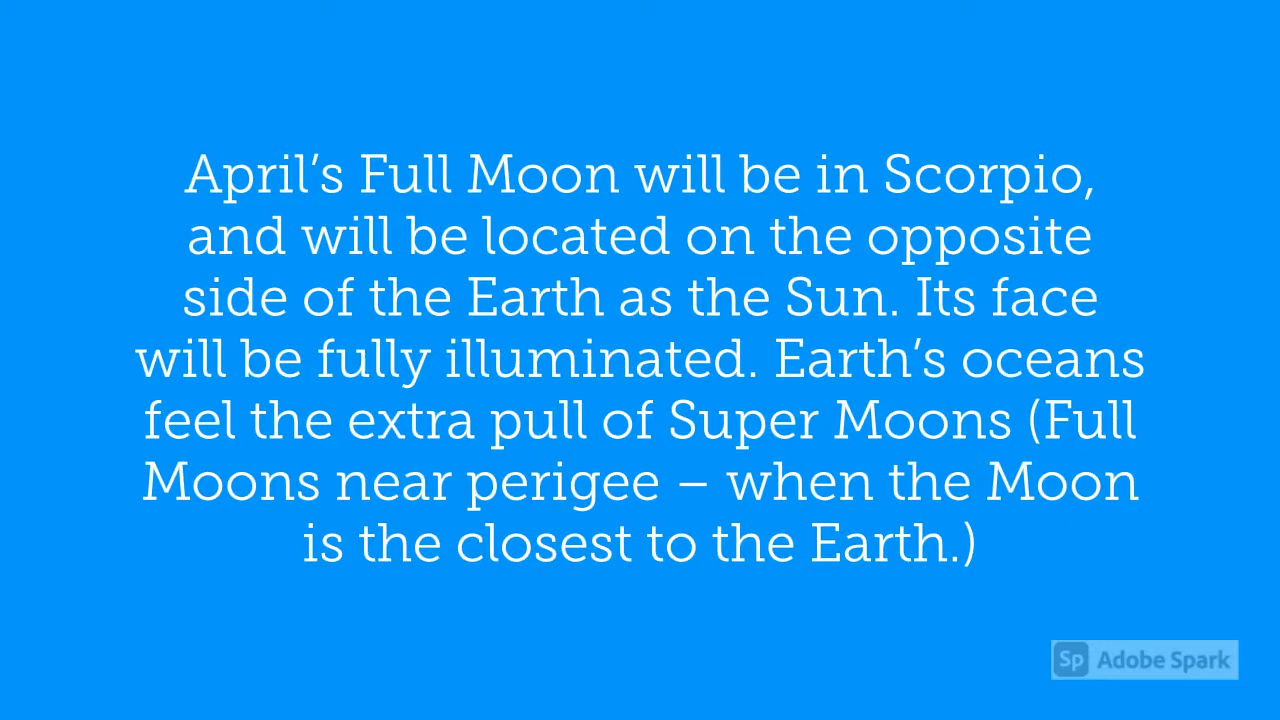 April’s Full Moon will be in Scorpio,
and will be located on the opposite
side of the Earth as the Sun. Its face
will be fully illuminated. Earth’s oceans
feel the extra pull of Super Moons (Full
Moons near perigee – when the Moon
is the closest to the Earth.)
Sp Adobe Spark